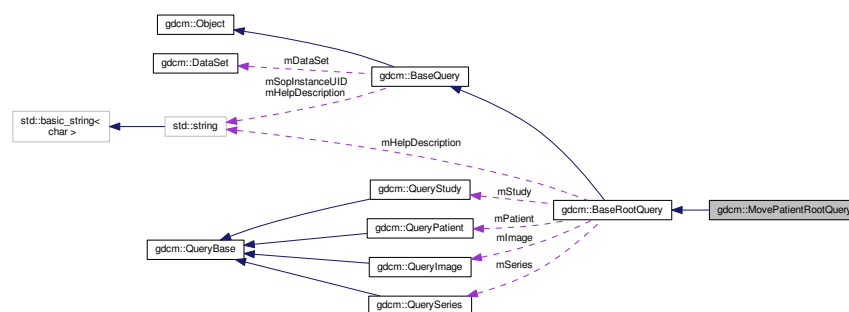 gdcm::Object
gdcm::DataSet
mDataSet
gdcm::BaseQuery
mSopInstanceUID
mHelpDescription
std::basic_string<
char >
std::string
mHelpDescription
gdcm::QueryStudy
mStudy
gdcm::BaseRootQuery
gdcm::MovePatientRootQuery
mPatient
gdcm::QueryPatient
mImage
gdcm::QueryBase
gdcm::QueryImage
mSeries
gdcm::QuerySeries